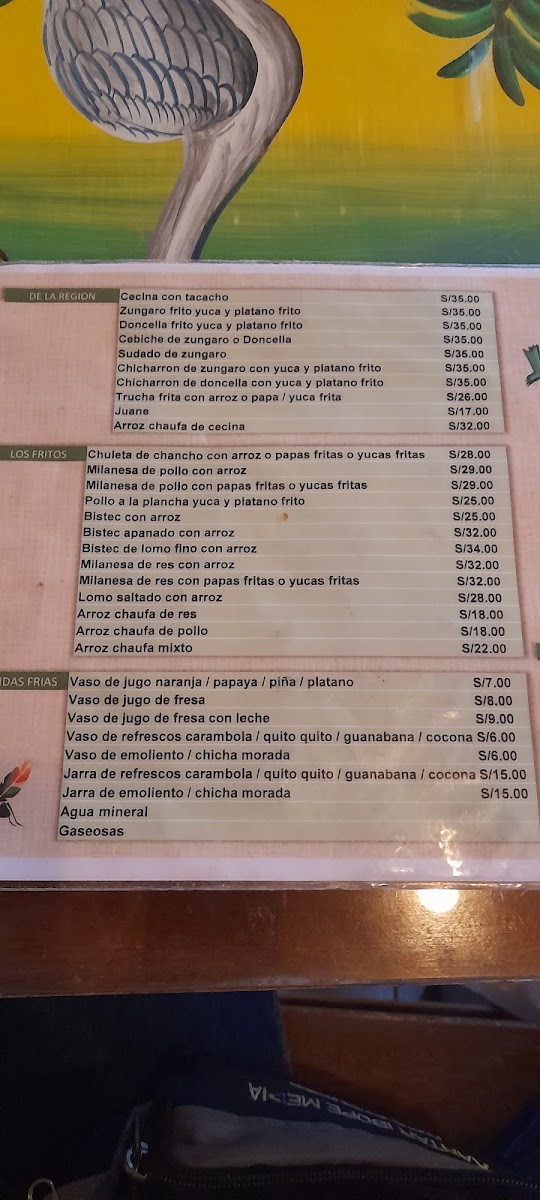 DE LA REGION
Cecina con tacacho S/35.00
Zungaro frito yuca y platano frito S/35.00
Doncella frito yuca y platano frito S/35.00
Cebiche de zungaro o Doncella S/35.00
Sudado de zungaro S/35.00
Chicharron de zungaro con yuca y platano frito S/35.00
Chicharron de doncella con yuca y platano frito S/35.00
Trucha frita con arroz o papa / yuca frita S/26.00
Juane S/17.00
Arroz chaufa de cecina S/32.00
LOS FRITOS
Chuleta de chancho con arroz o papas fritas o yucas fritas S/28.00
Milanesa de pollo con arroz S/29.00
Milanesa de pollo con papas fritas o yucas fritas S/29.00
Pollo a la plancha yuca y platano frito S/25.00
Bistec con arroz S/25.00
Bistec apanado con arroz S/32.00
Bistec de lomo fino con arroz S/34.00
Milanesa de res con arroz S/32.00
Milanesa de res con papas fritas o yucas fritas S/32.00
Lomo saltado con arroz S/28.00
Arroz chaufa de res S/18.00
Arroz chaufa de pollo S/18.00
Arroz chaufa mixto S/22.00
IDAS FRIAS
Vaso de jugo naranja / papaya / piña / platano S/7.00
Vaso de jugo de fresa S/8.00
Vaso de jugo de fresa con leche S/9.00
Vaso de refrescos carambola / quito quito / guanabana / cocona S/6.00
Vaso de emoliento / chicha morada S/6.00
Jarra de refrescos carambola / quito quito / guanabana / cocona S/15.00
Jarra de emoliento / chicha morada S/15.00
Agua mineral
Gaseosas
IBOPE MEDIA